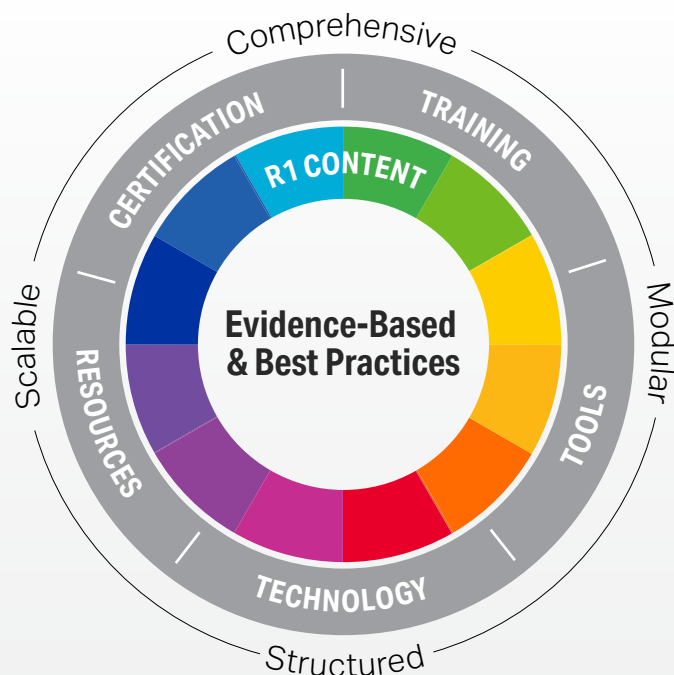 Comprehensive
CERTIFICATION
TRAINING
R1 CONTENT
Scalable
Evidence-Based
& Best Practices
Modular
RESOURCES
TOOLS
TECHNOLOGY
Structured